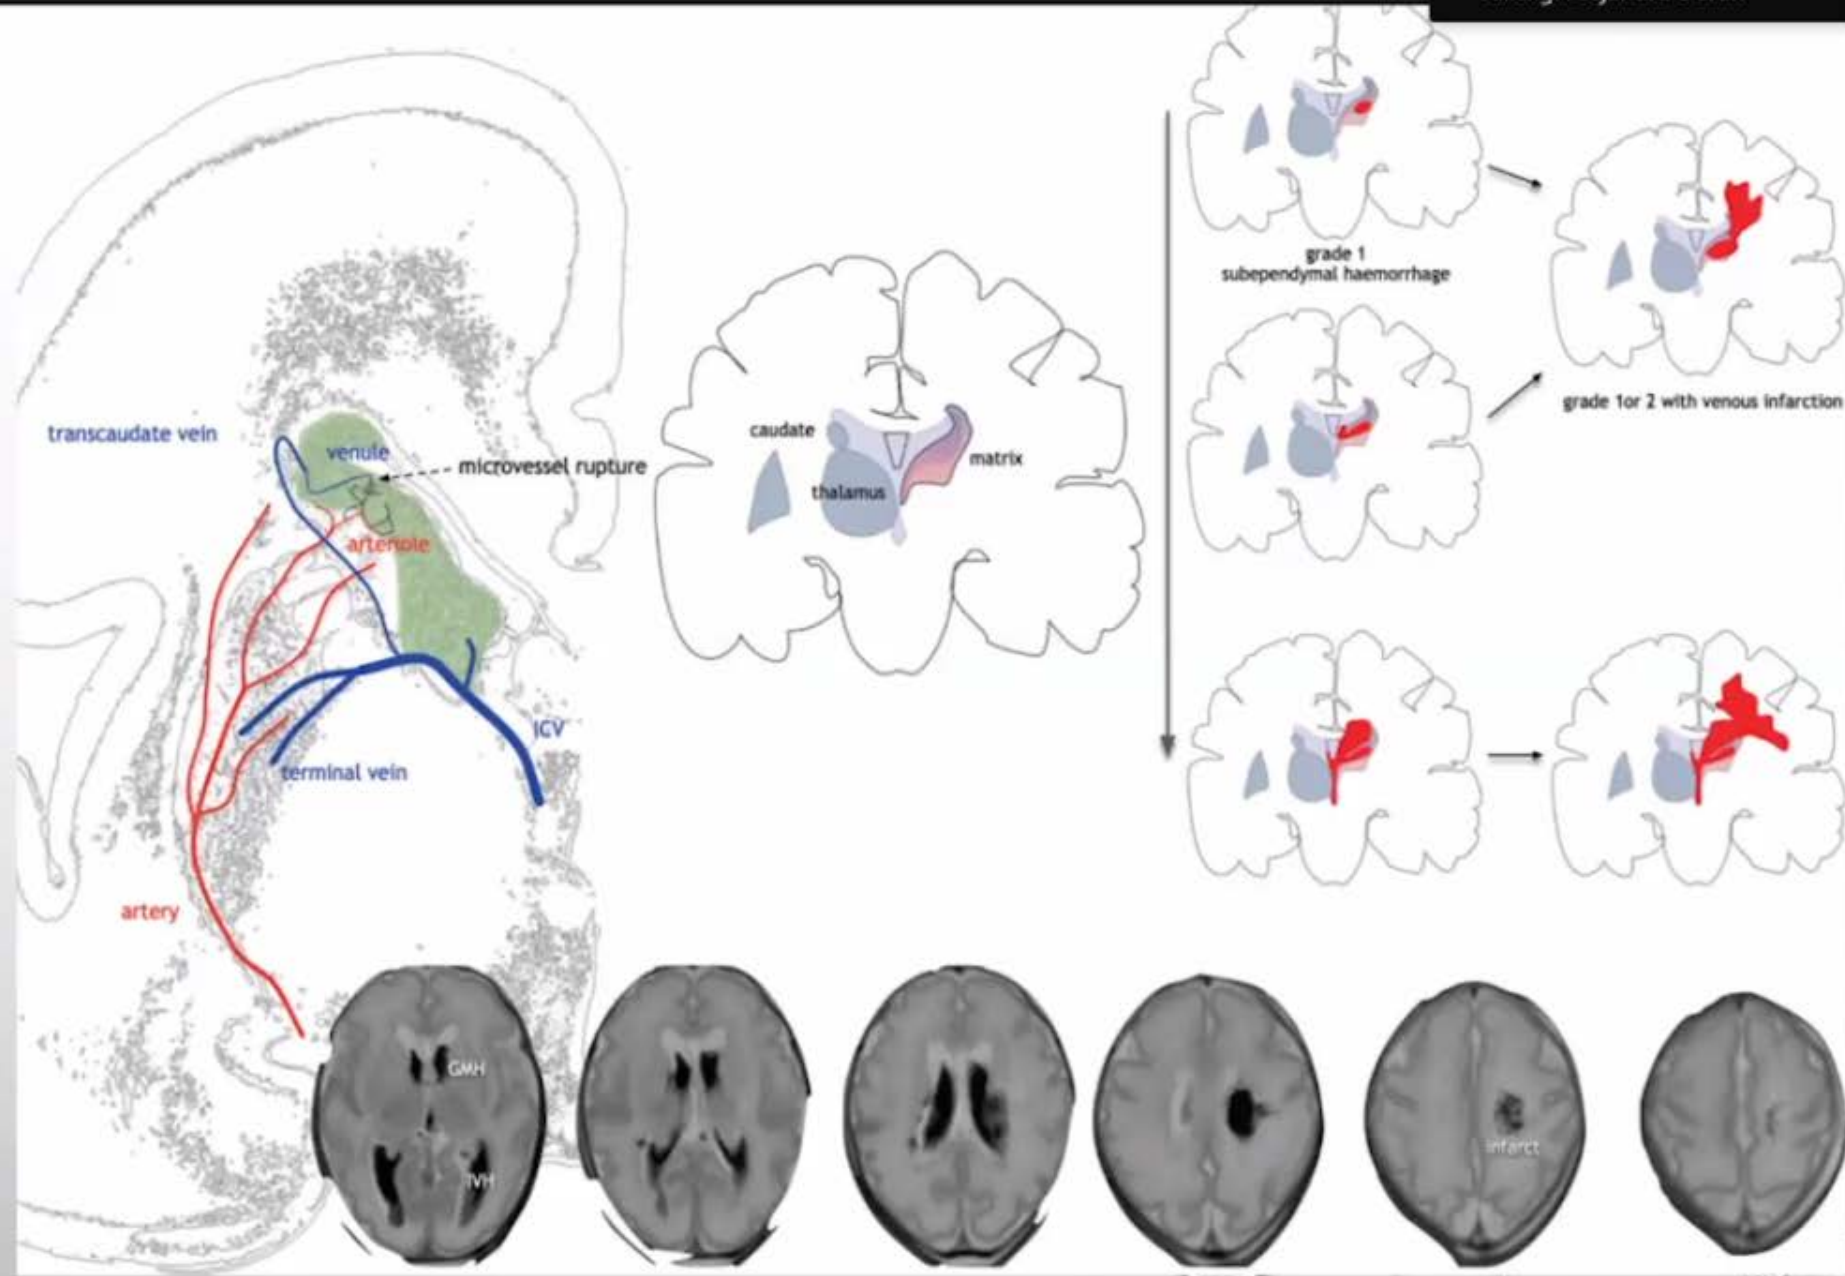 transcaudate vein
venule
microvessel rupture
arteriole
ICV
terminal vein
artery
caudate
matrix
thalamus
grade 1
subependymal haemorrhage
grade 1or 2 with venous infarction
GMH
IVH
infarct